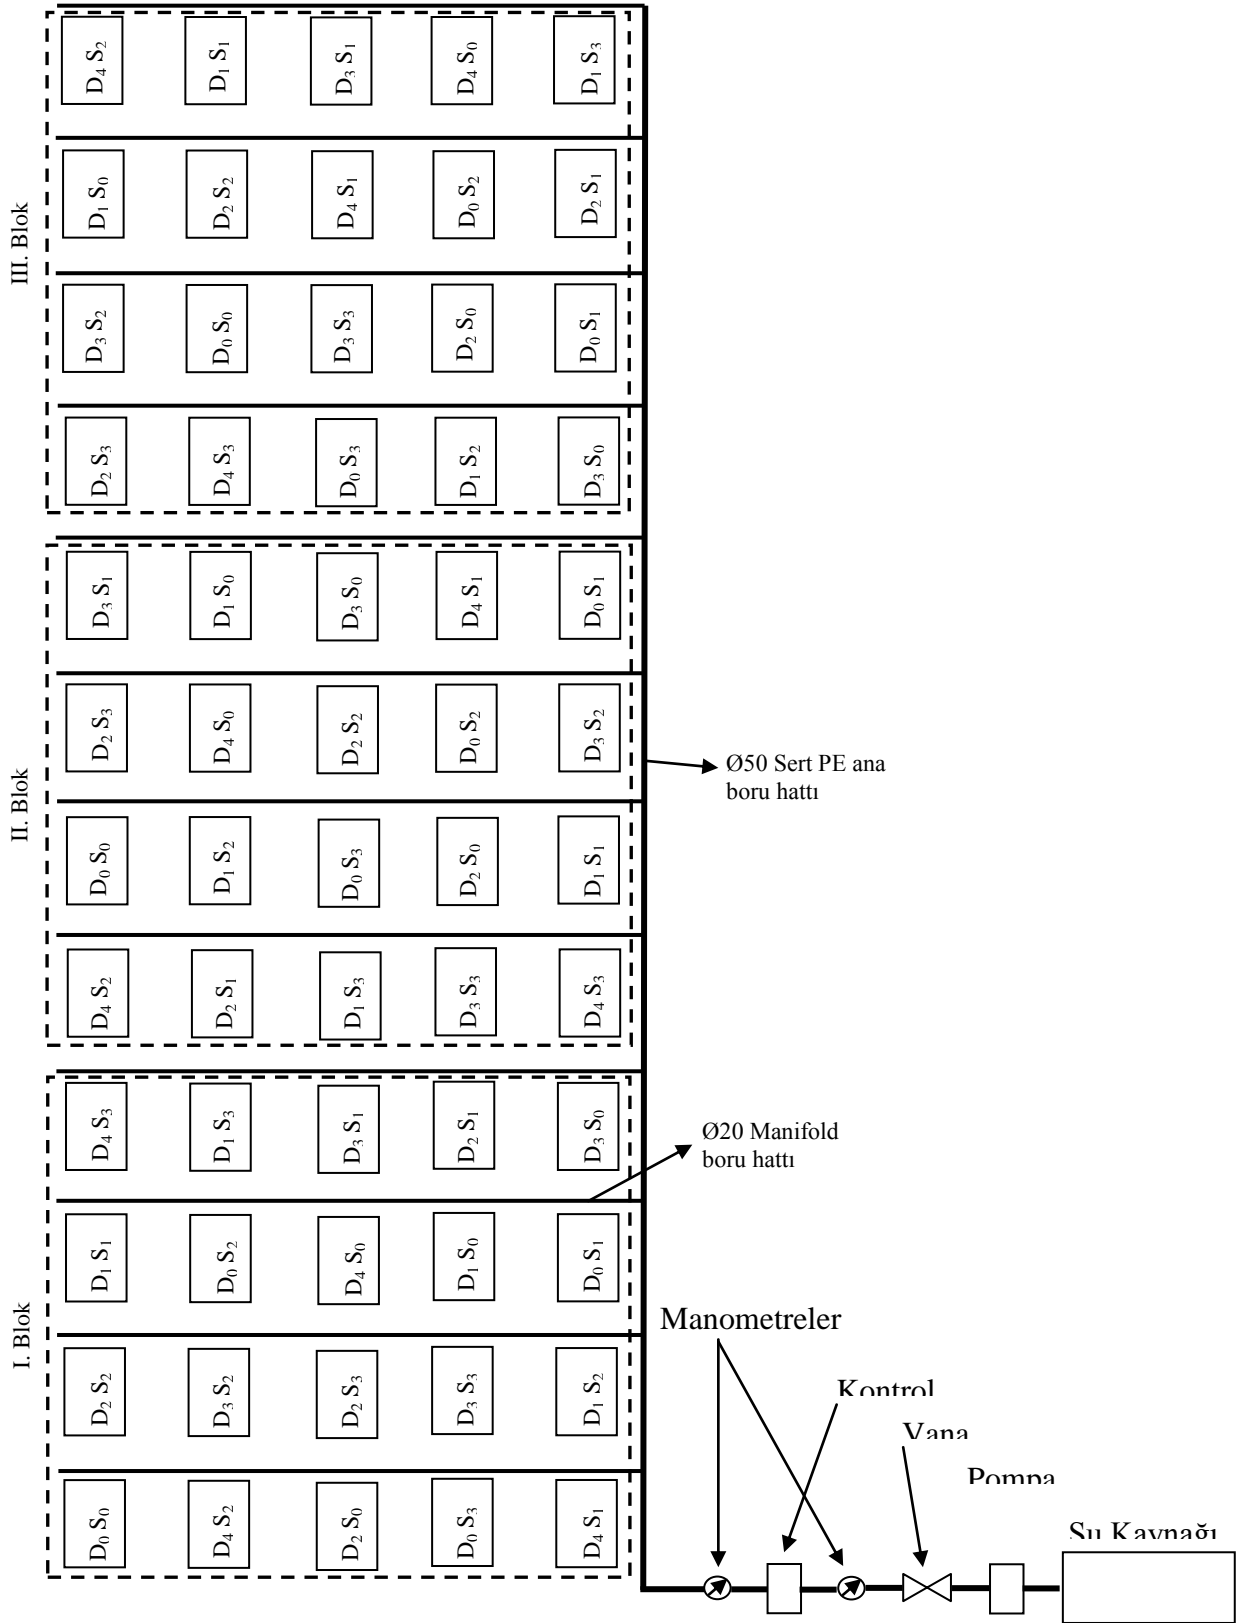 III. Blok
D₄ S₂
D₁ S₁
D₃ S₁
D₄ S₀
D₁ S₃
D₁ S₀
D₂ S₂
D₄ S₁
D₀ S₂
D₂ S₁
D₃ S₂
D₀ S₀
D₃ S₃
D₂ S₀
D₀ S₁
D₂ S₃
D₄ S₃
D₀ S₃
D₁ S₂
D₃ S₀
II. Blok
D₃ S₁
D₁ S₀
D₃ S₀
D₄ S₁
D₀ S₁
D₂ S₃
D₄ S₀
D₂ S₂
D₀ S₂
D₃ S₂
D₀ S₀
D₁ S₂
D₀ S₃
D₂ S₀
D₁ S₁
D₄ S₂
D₂ S₁
D₁ S₃
D₃ S₃
D₄ S₃
Ø50 Sert PE ana
boru hattı
I. Blok
D₄ S₃
D₁ S₃
D₃ S₁
D₂ S₁
D₃ S₀
D₁ S₁
D₀ S₂
D₄ S₀
D₁ S₀
D₀ S₁
D₂ S₂
D₃ S₂
D₂ S₃
D₃ S₃
D₁ S₂
D₀ S₀
D₄ S₂
D₂ S₀
D₀ S₃
D₄ S₁
Ø20 Manifold
boru hattı
Manometreler
Kontrol
Vana
Pompa
Su Kaynağı